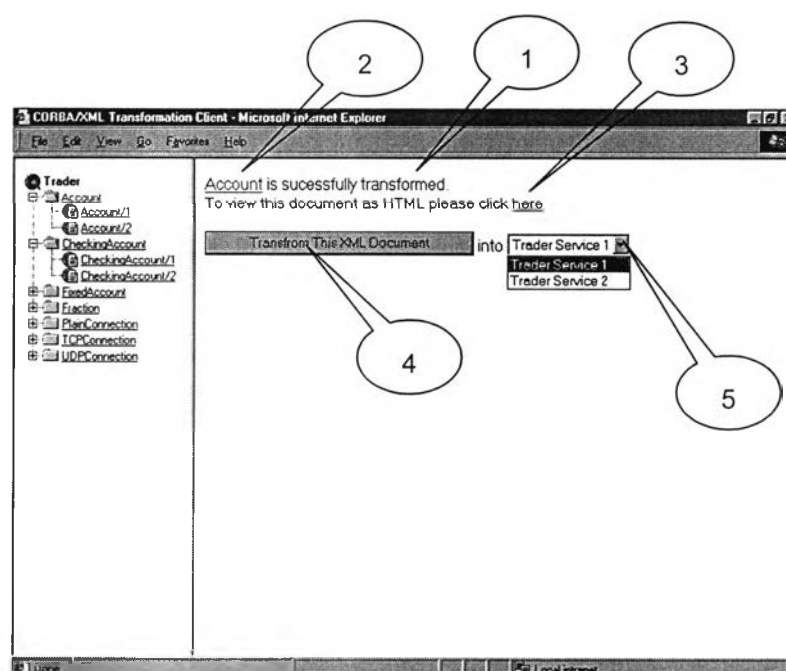 2
1
3
CORBA/XML Transformation Client - Microsoft Internet Explorer
File Edit View Go Favorites Help
Trader
Account
Account/1
Account/2
CheckingAccount
CheckingAccount/1
CheckingAccount/2
FixedAccount
Fraction
PlainConnection
TCPConnection
UDPConnection
Account is sucessfully transformed.
To view this document as HTML please click here
Transfrom This XML Document into Trader Service 1
Trader Service 1
Trader Service 2
4
5
Local intranet